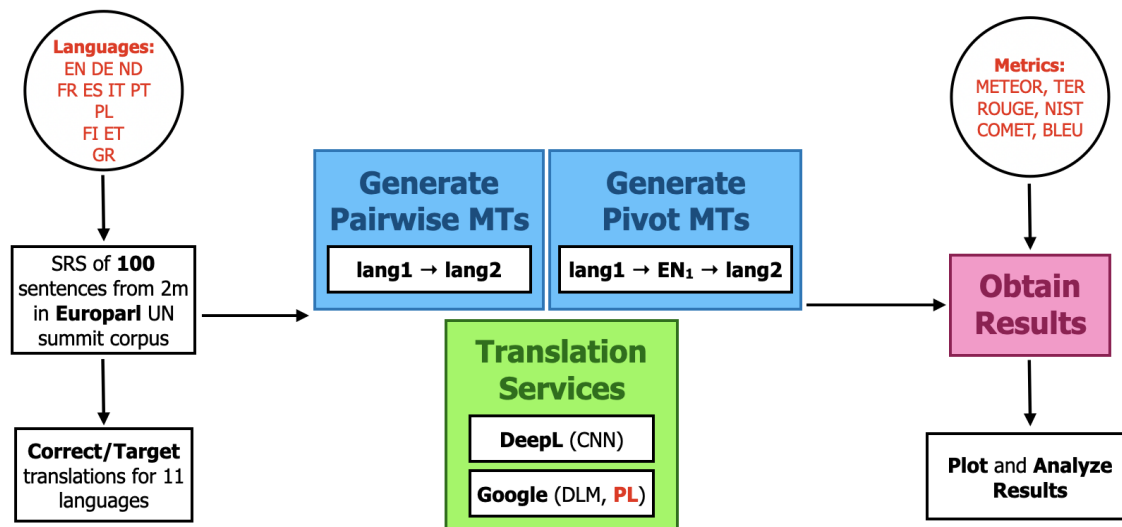 Languages:
EN DE ND
FR ES IT PT
PL
FI ET
GR
SRS of 100
sentences from 2m
in Europarl UN
summit corpus
Correct/Target
translations for 11
languages
Generate
Pairwise MTs
lang1 → lang2
Generate
Pivot MTs
lang1 → EN₁ → lang2
Translation
Services
DeepL (CNN)
Google (DLM, PL)
Metrics:
METEOR, TER
ROUGE, NIST
COMET, BLEU
Obtain
Results
Plot and Analyze
Results